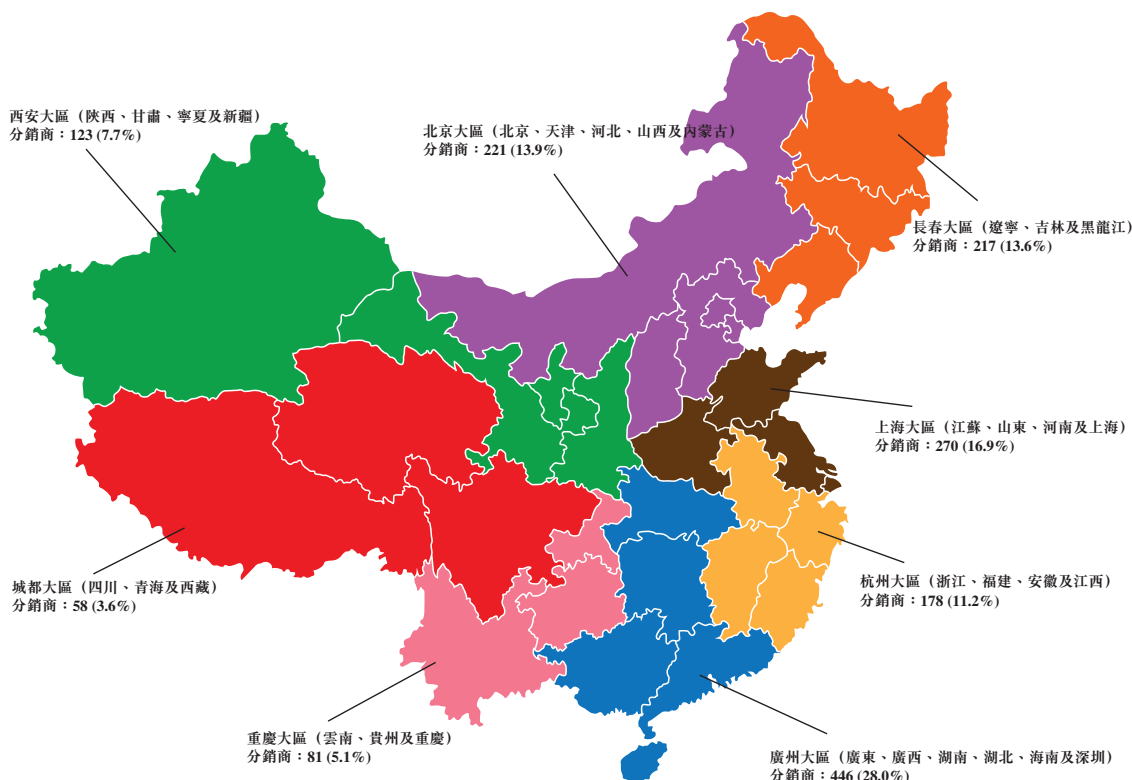 西安大區（陝西、甘肅、寧夏及新疆）
分銷商：123 (7.7%)
北京大區（北京、天津、河北、山西及內蒙古）
分銷商：221 (13.9%)
長春大區（遼寧、吉林及黑龍江）
分銷商：217 (13.6%)
上海大區（江蘇、山東、河南及上海）
分銷商：270 (16.9%)
城都大區（四川、青海及西藏）
分銷商：58 (3.6%)
杭州大區（浙江、福建、安徽及江西）
分銷商：178 (11.2%)
重慶大區（雲南、貴州及重慶）
分銷商：81 (5.1%)
廣州大區（廣東、廣西、湖南、湖北、海南及深圳）
分銷商：446 (28.0%)